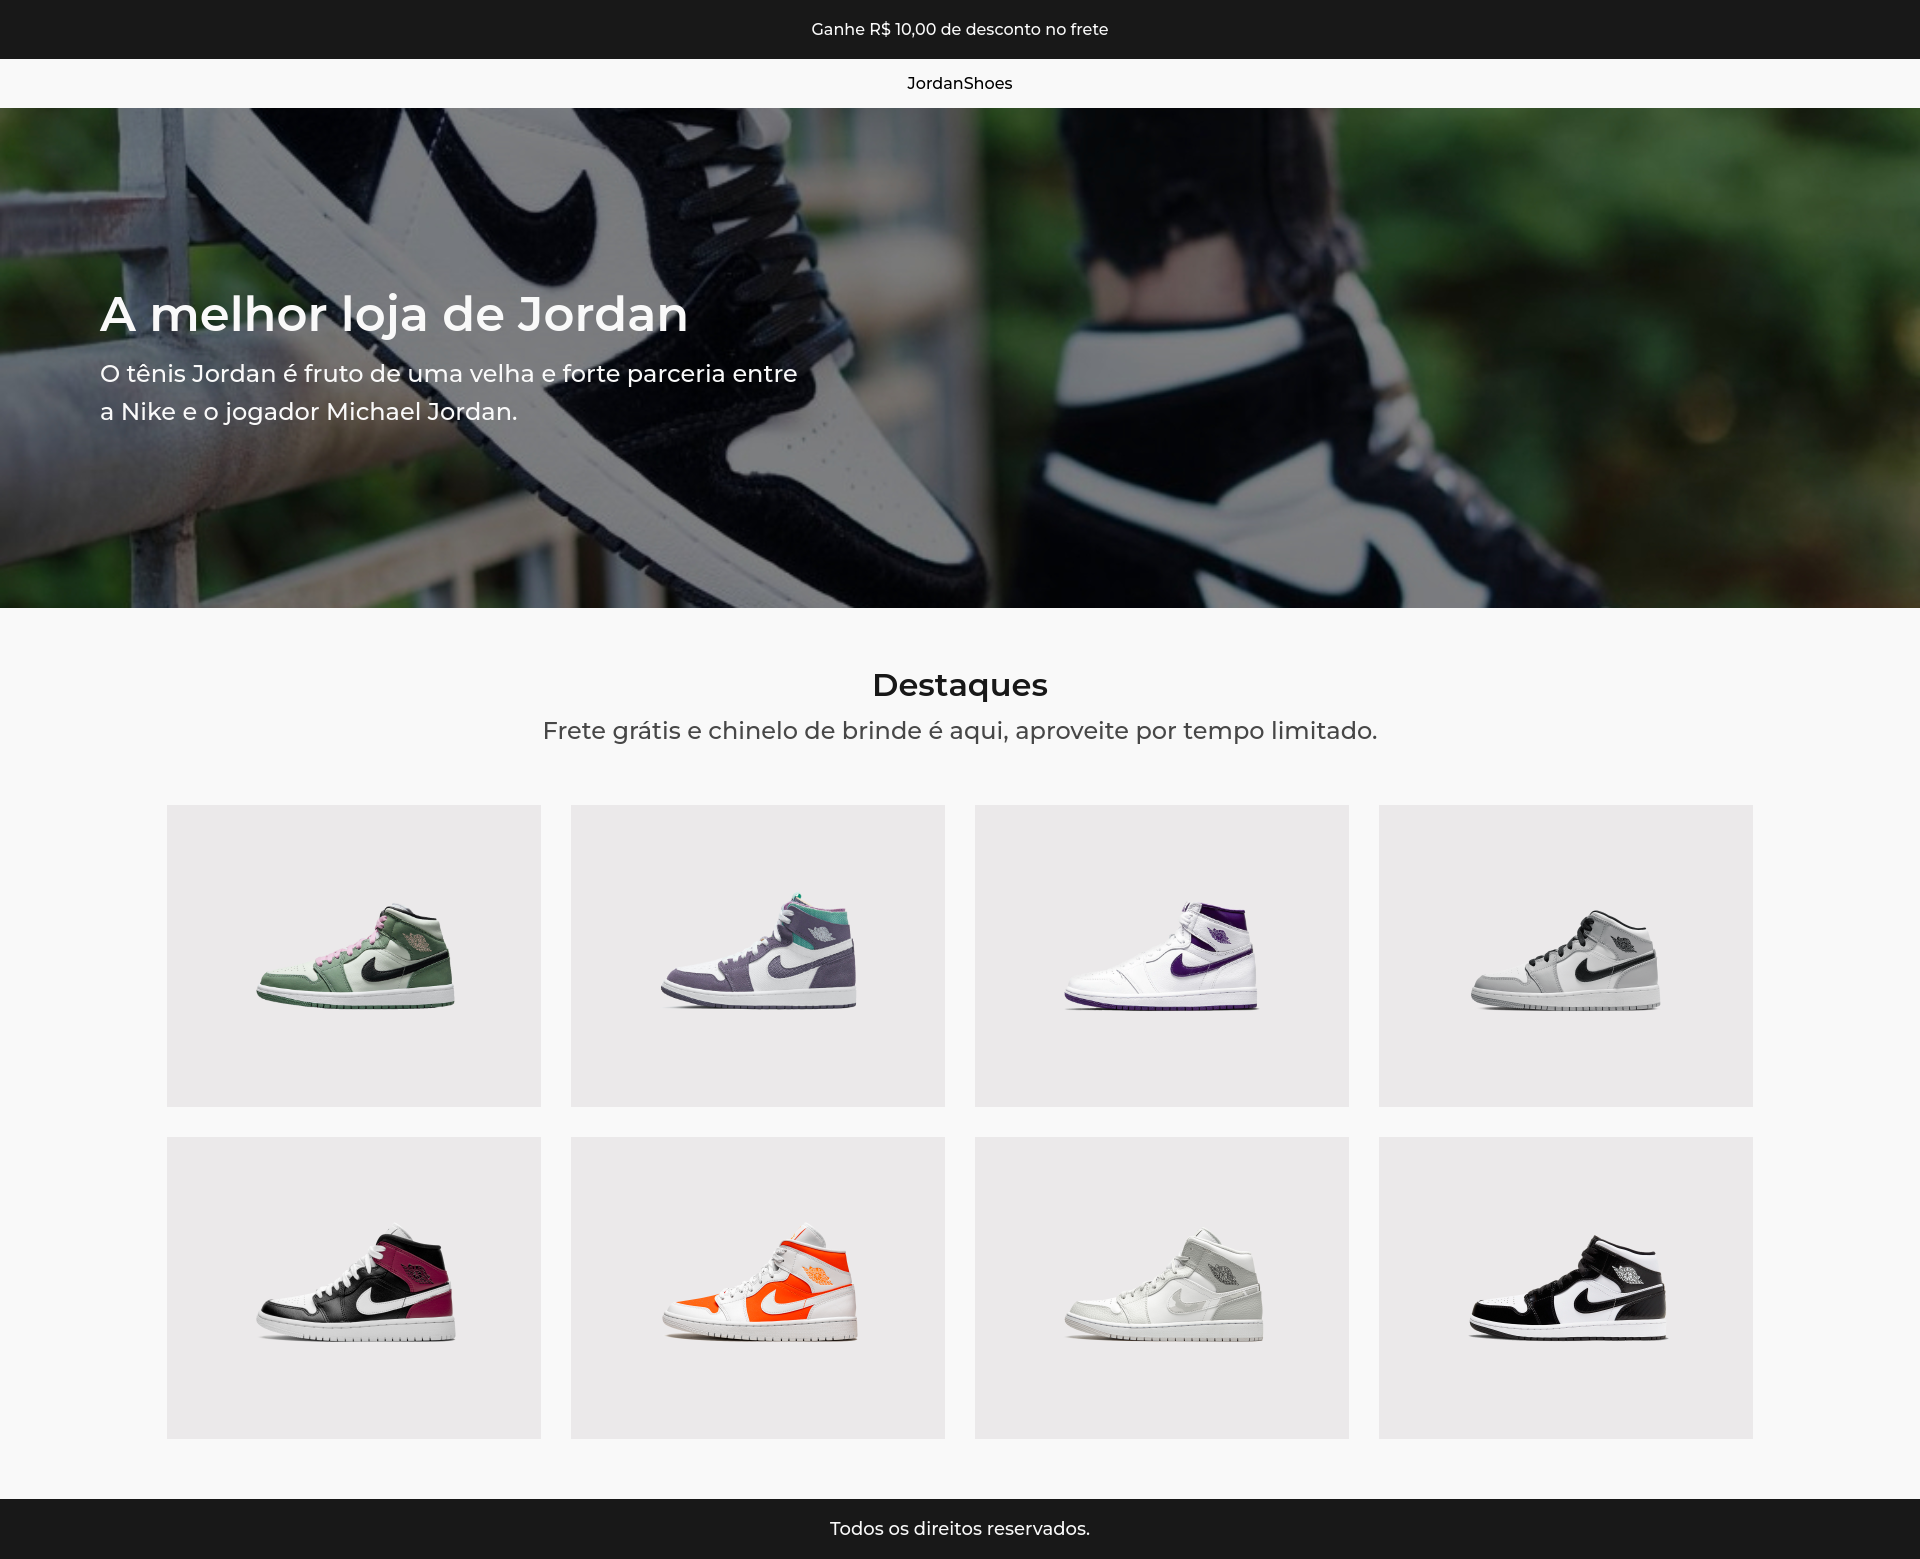 Ganhe R$ 10,00 de desconto no frete
JordanShoes
A melhor loja de Jordan
O tênis Jordan é fruto de uma velha e forte parceria entre
a Nike e o jogador Michael Jordan.
Destaques
Frete grátis e chinelo de brinde é aqui, aproveite por tempo limitado.
Todos os direitos reservados.